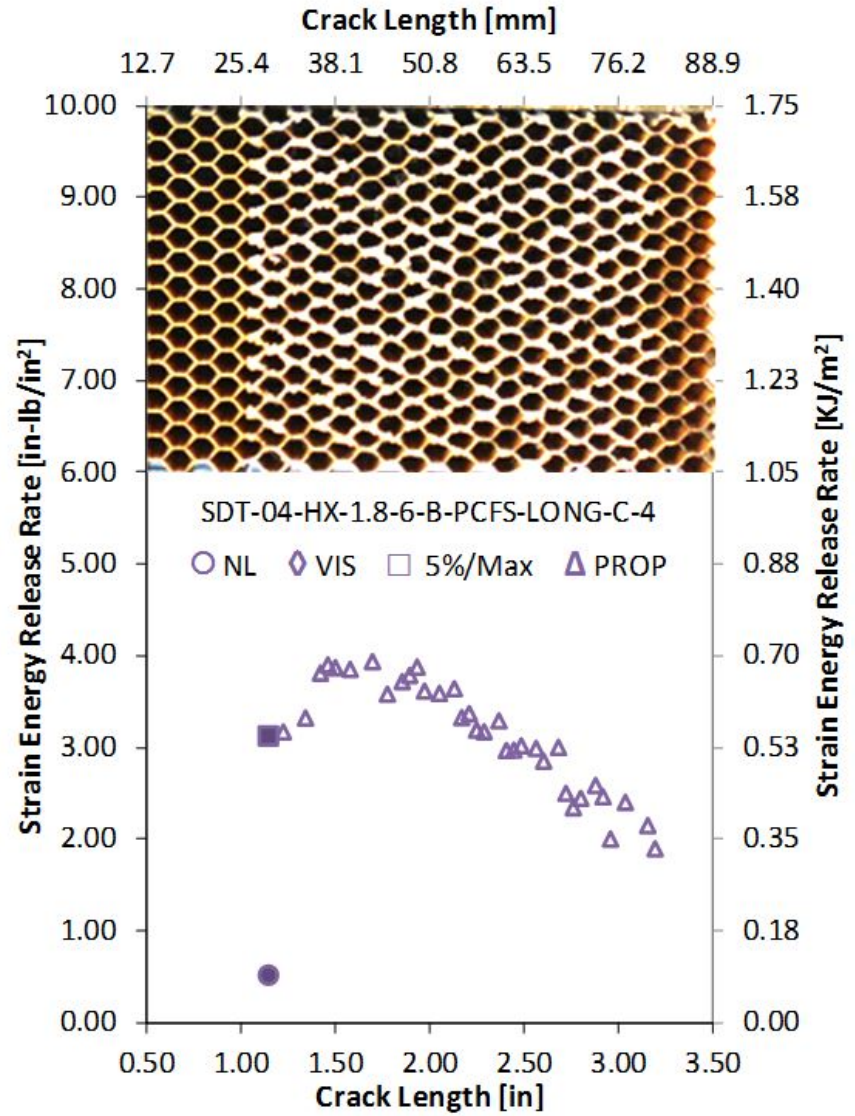 Crack Length [mm]
12.7 25.4 38.1 50.8 63.5 76.2 88.9
10.00 1.75
9.00 1.58
8.00 1.40
7.00 1.23
6.00 1.05
SDT-04-HX-1.8-6-B-PCFS-LONG-C-4
NL VIS 5%/Max PROP
5.00 0.88
4.00 0.70
3.00 0.53
2.00 0.35
1.00 0.18
0.00 0.00
0.50 1.00 1.50 2.00 2.50 3.00 3.50
Crack Length [in]
Strain Energy Release Rate [in-lb/in²]
Strain Energy Release Rate [KJ/m²]